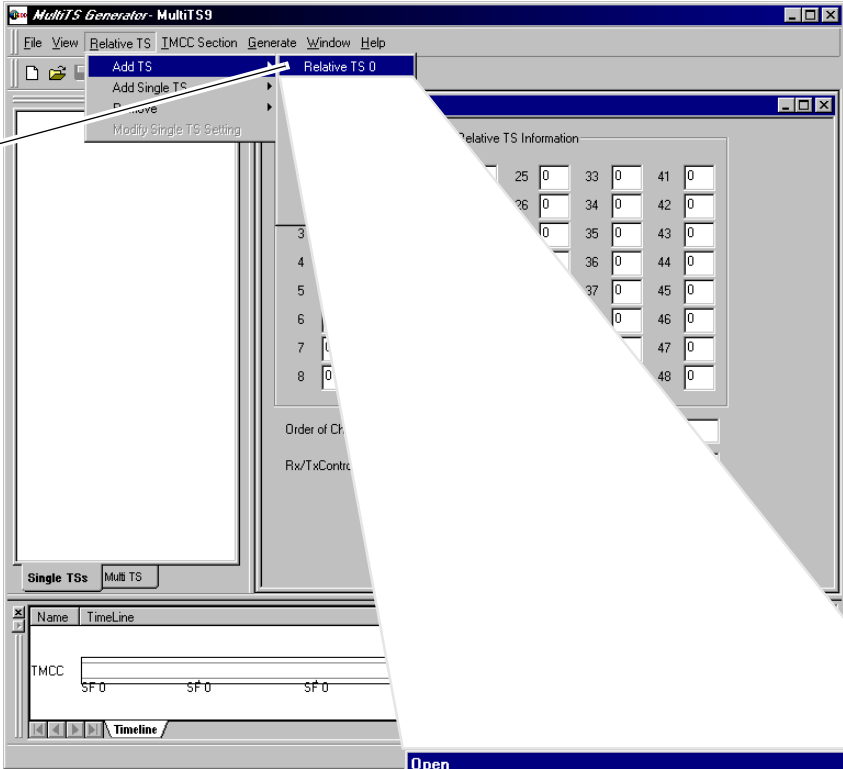 MultiTS Generator - MultiTS9
File View Relative TS TMCC Section Generate Window Help
Add TS
Relative TS 0
Add Single TS
Remove
Modify Single TS Setting
Relative TS Information
25 0 33 0 41 0
26 0 34 0 42 0
3 0 35 0 43 0
4 36 0 44 0
5 37 0 45 0
6 0 46 0
7 47 0
8 0 48 0
Order of Ch
Rx/TxContro
Single TSs Multi TS
Name TimeLine
TMCC
SF 0 SF 0 SF 0
Timeline
Open